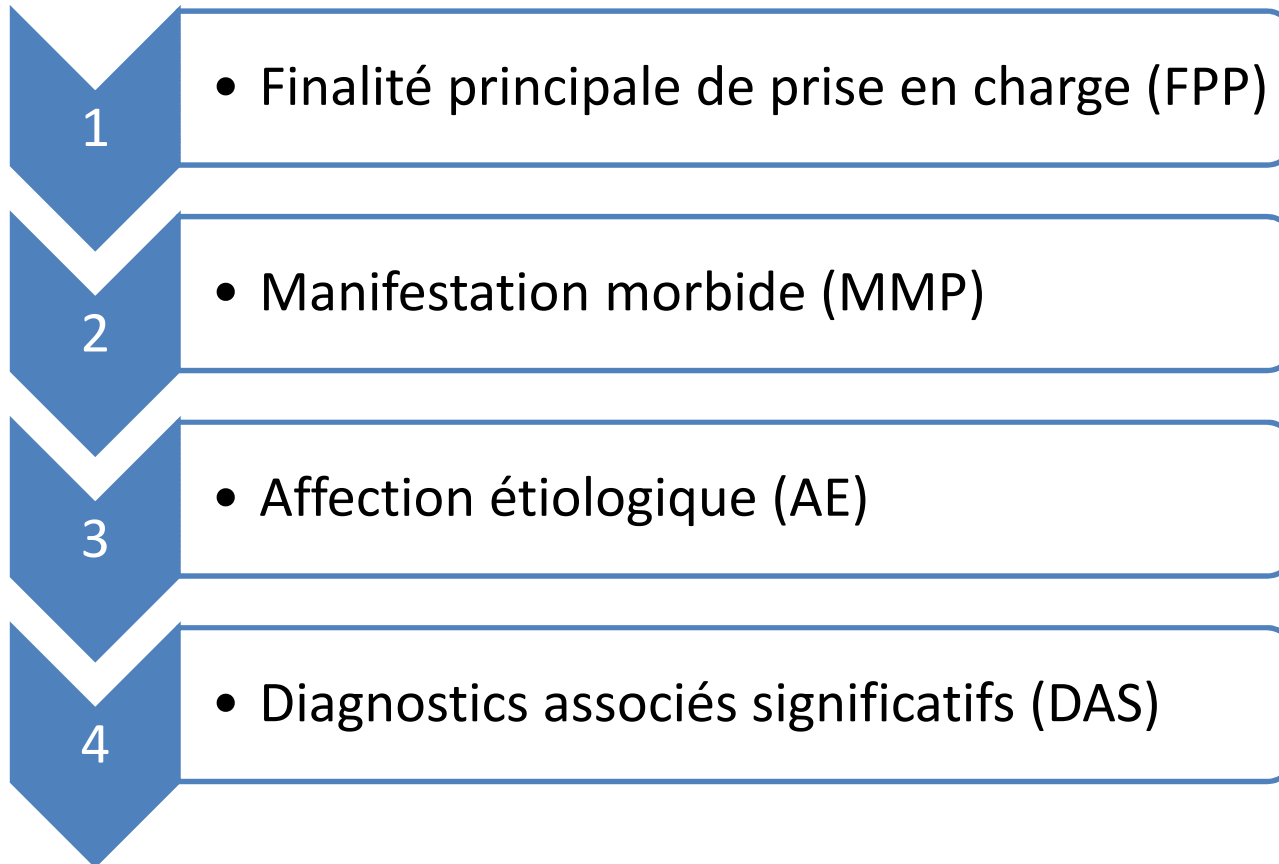 1
• Finalité principale de prise en charge (FPP)
2
• Manifestation morbide (MMP)
3
• Affection étiologique (AE)
4
• Diagnostics associés significatifs (DAS)